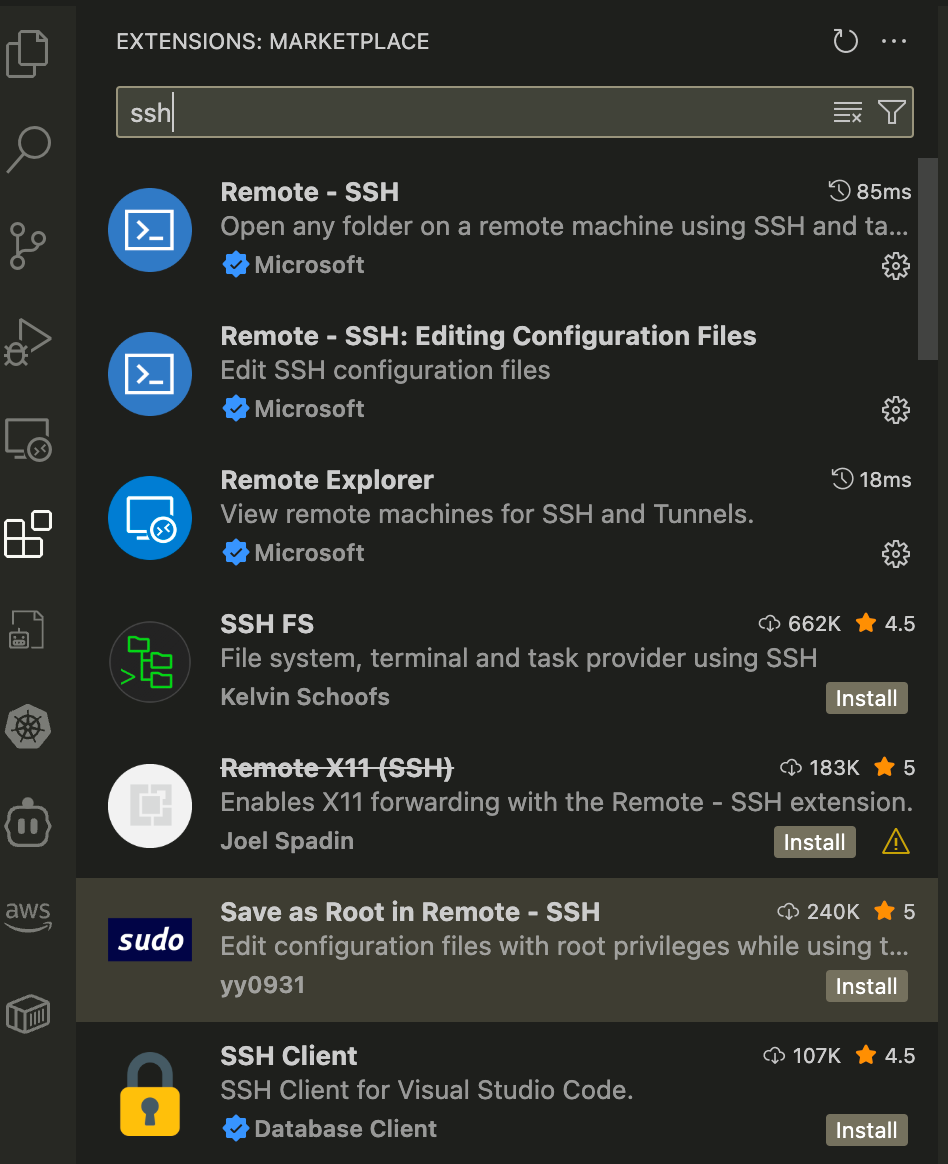 EXTENSIONS: MARKETPLACE
ssh
Remote - SSH
85ms
Open any folder on a remote machine using SSH and ta...
Microsoft
Remote - SSH: Editing Configuration Files
Edit SSH configuration files
Microsoft
Remote Explorer
18ms
View remote machines for SSH and Tunnels.
Microsoft
SSH FS
662K 4.5
File system, terminal and task provider using SSH
Kelvin Schoofs
Install
Remote X11 (SSH)
183K 5
Enables X11 forwarding with the Remote - SSH extension.
Joel Spadin
Install
sudo
Save as Root in Remote - SSH
240K 5
Edit configuration files with root privileges while using t...
yy0931
Install
SSH Client
107K 4.5
SSH Client for Visual Studio Code.
Database Client
Install
aws